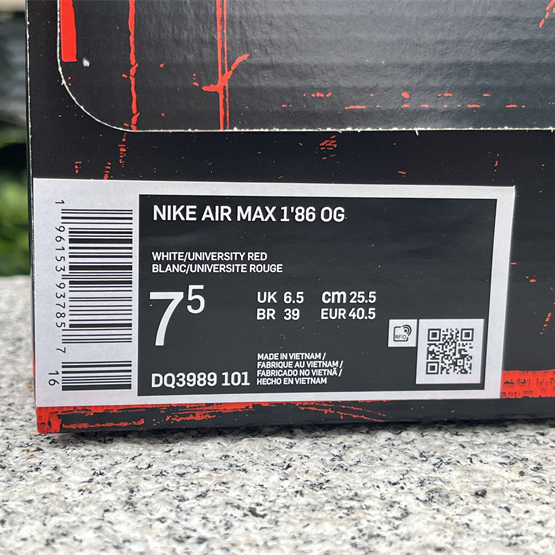 NIKE AIR MAX 1'86 OG
WHITE/UNIVERSITY RED
BLANC/UNIVERSITE ROUGE
7 5
UK 6.5 cm 25.5
BR 39 EUR 40.5
RFID
MADE IN VIETNAM /
FABRIQUE AU VIETNAM /
FABRICADO NO VIETNÃ /
HECHO EN VIETNAM
DQ3989 101
1 96153 93785 7 16